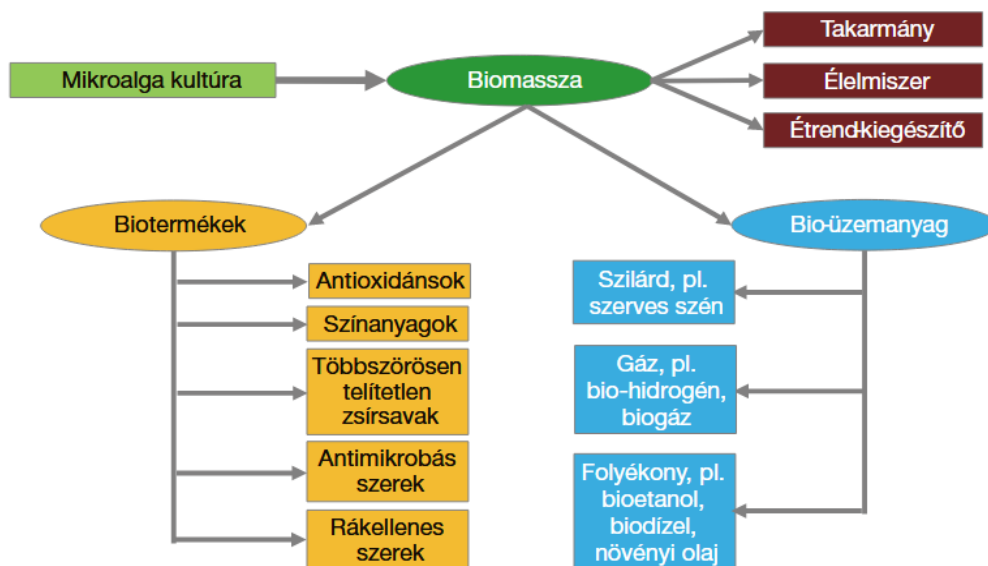 Mikroalga kultúra
Biomassza
Takarmány
Élelmiszer
Étrend-kiegészítő
Biotermékek
Antioxidánsok
Színanyagok
Többszörösen
telítetlen
zsírsavak
Antimikrobás
szerek
Rákellenes
szerek
Bio-üzemanyag
Szilárd, pl.
szerves szén
Gáz, pl.
bio-hidrogén,
biogáz
Folyékony, pl.
bioetanol,
biodízel,
növényi olaj